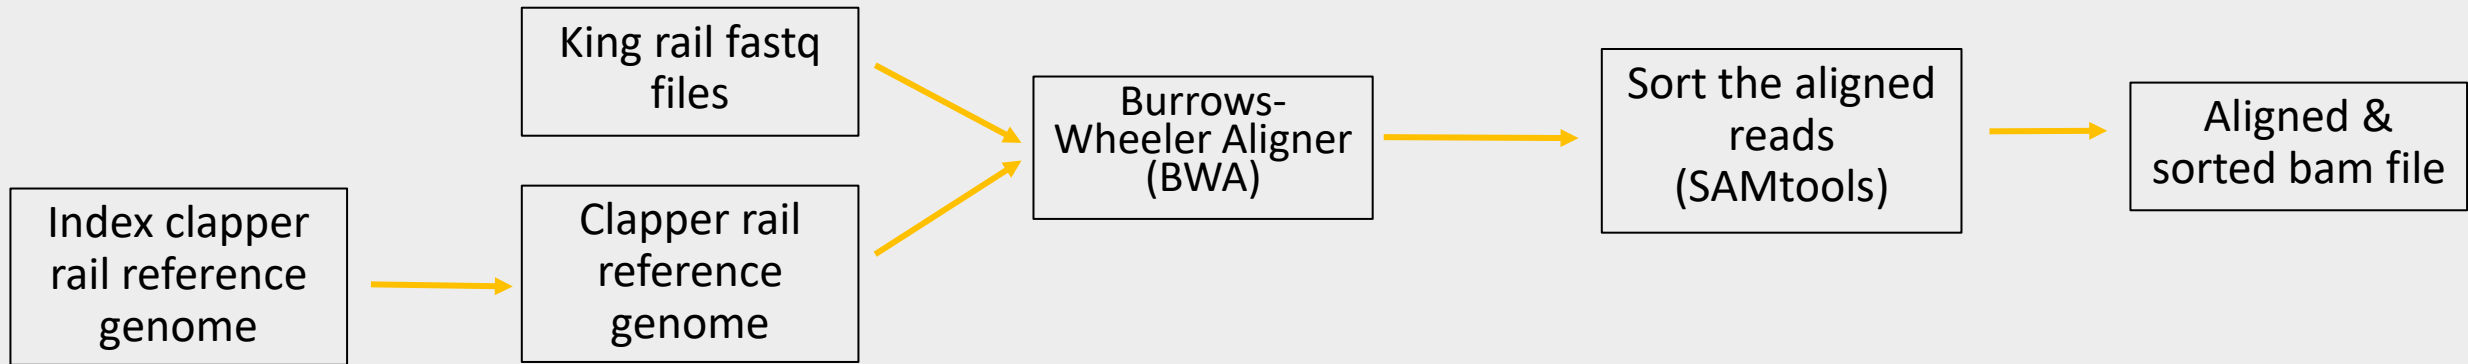 King rail fastq
files
Index clapper
rail reference
genome
Clapper rail
reference
genome
Burrows-
Wheeler Aligner
(BWA)
Sort the aligned
reads
(SAMtools)
Aligned &
sorted bam file